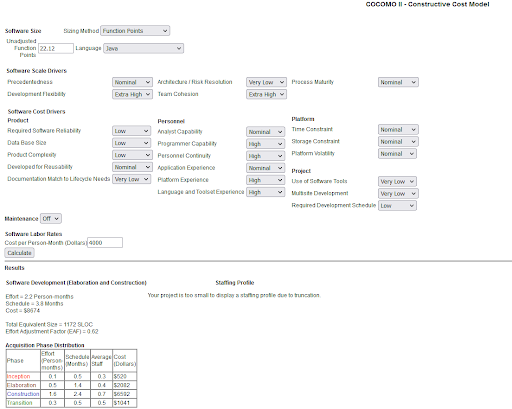 COCOMO II - Constructive Cost Model
Software Size Sizing Method Function Points
Unadjusted Function Points 22.12 Language Java
Software Scale Drivers
Precedentedness Nominal Architecture / Risk Resolution Very Low Process Maturity Nominal
Development Flexibility Extra High Team Cohesion Extra High
Software Cost Drivers
Product Personnel Platform
Required Software Reliability Low Analyst Capability Nominal Time Constraint Nominal
Data Base Size Low Programmer Capability High Storage Constraint Nominal
Product Complexity Low Personnel Continuity High Platform Volatility Nominal
Developed for Reusability Nominal Application Experience Nominal Project
Documentation Match to Lifecycle Needs Very Low Platform Experience High Use of Software Tools Very Low
Language and Toolset Experience High Multisite Development Very Low
Required Development Schedule Low
Maintenance Off
Software Labor Rates
Cost per Person-Month (Dollars) 4000
Calculate
Results
Software Development (Elaboration and Construction) Staffing Profile
Effort = 2.2 Person-months Your project is too small to display a staffing profile due to truncation.
Schedule = 3.8 Months
Cost = $8674
Total Equivalent Size = 1172 SLOC
Effort Adjustment Factor (EAF) = 0.62
Acquisition Phase Distribution
Phase Effort (Person-months) Schedule (Months) Average Staff Cost (Dollars)
Inception 0.1 0.5 0.3 $520
Elaboration 0.5 1.4 0.4 $2082
Construction 1.6 2.4 0.7 $6592
Transition 0.3 0.5 0.5 $1041